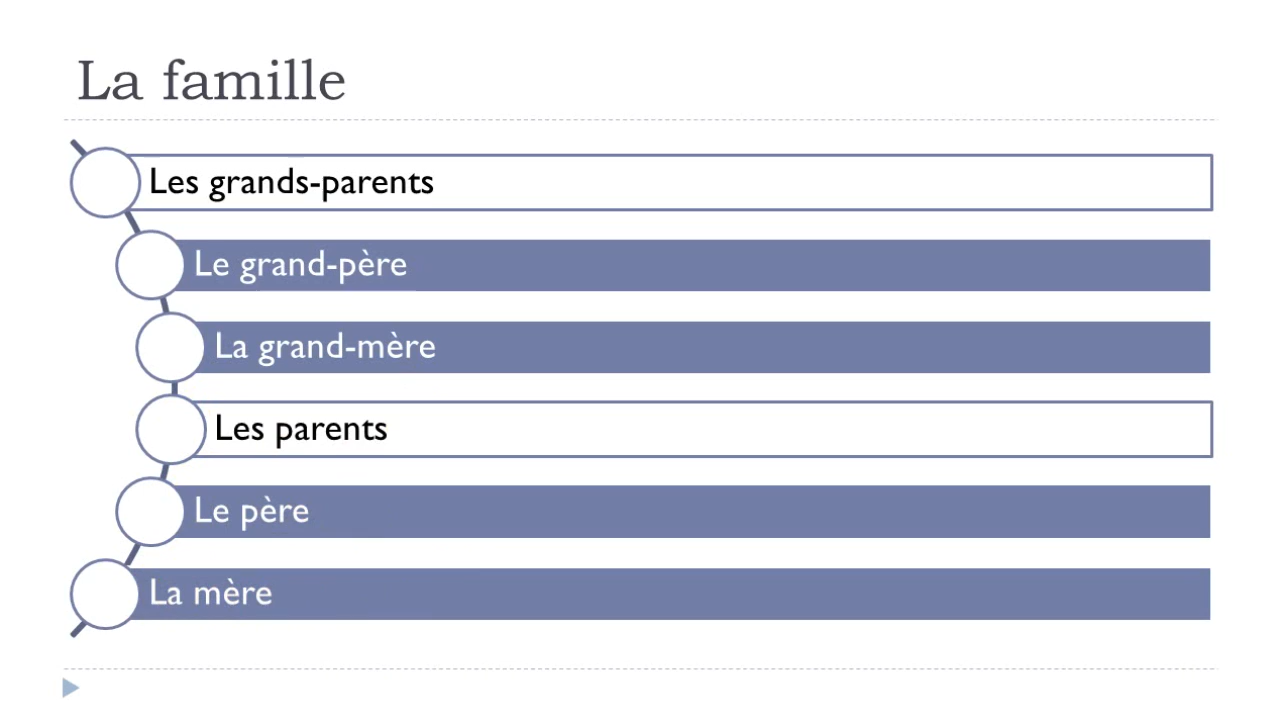 La famille
Les grands-parents
Le grand-père
La grand-mère
Les parents
Le père
La mère